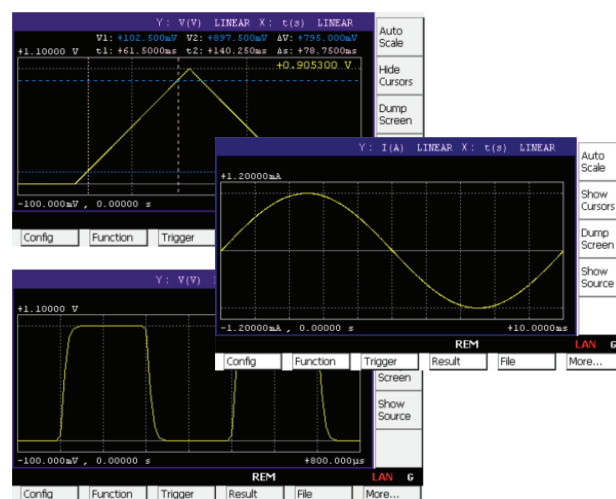 Y: V(V) LINEAR X: t(s) LINEAR
V1: +102.500mV V2: +897.500mV ΔV: +795.000mV
+1.10000 V t1: +61.5000ms t2: +140.250ms Δs: +78.7500ms
+0.905300 V
-100.000mV , 0.00000 s
Auto Scale
Hide Cursors
Dump Screen
Config Function Trigger
Y: I(A) LINEAR X: t(s) LINEAR
+1.20000mA
-1.20000mA , 0.00000 s +10.0000ms
Auto Scale
Show Cursors
Dump Screen
Show Source
REM LAN G
Config Function Trigger Result File More...
Y: V(V)
+1.10000 V
-100.000mV , 0.00000 s +800.000µs
Screen
Show Source
REM LAN G
Config Function Trigger Result File More...